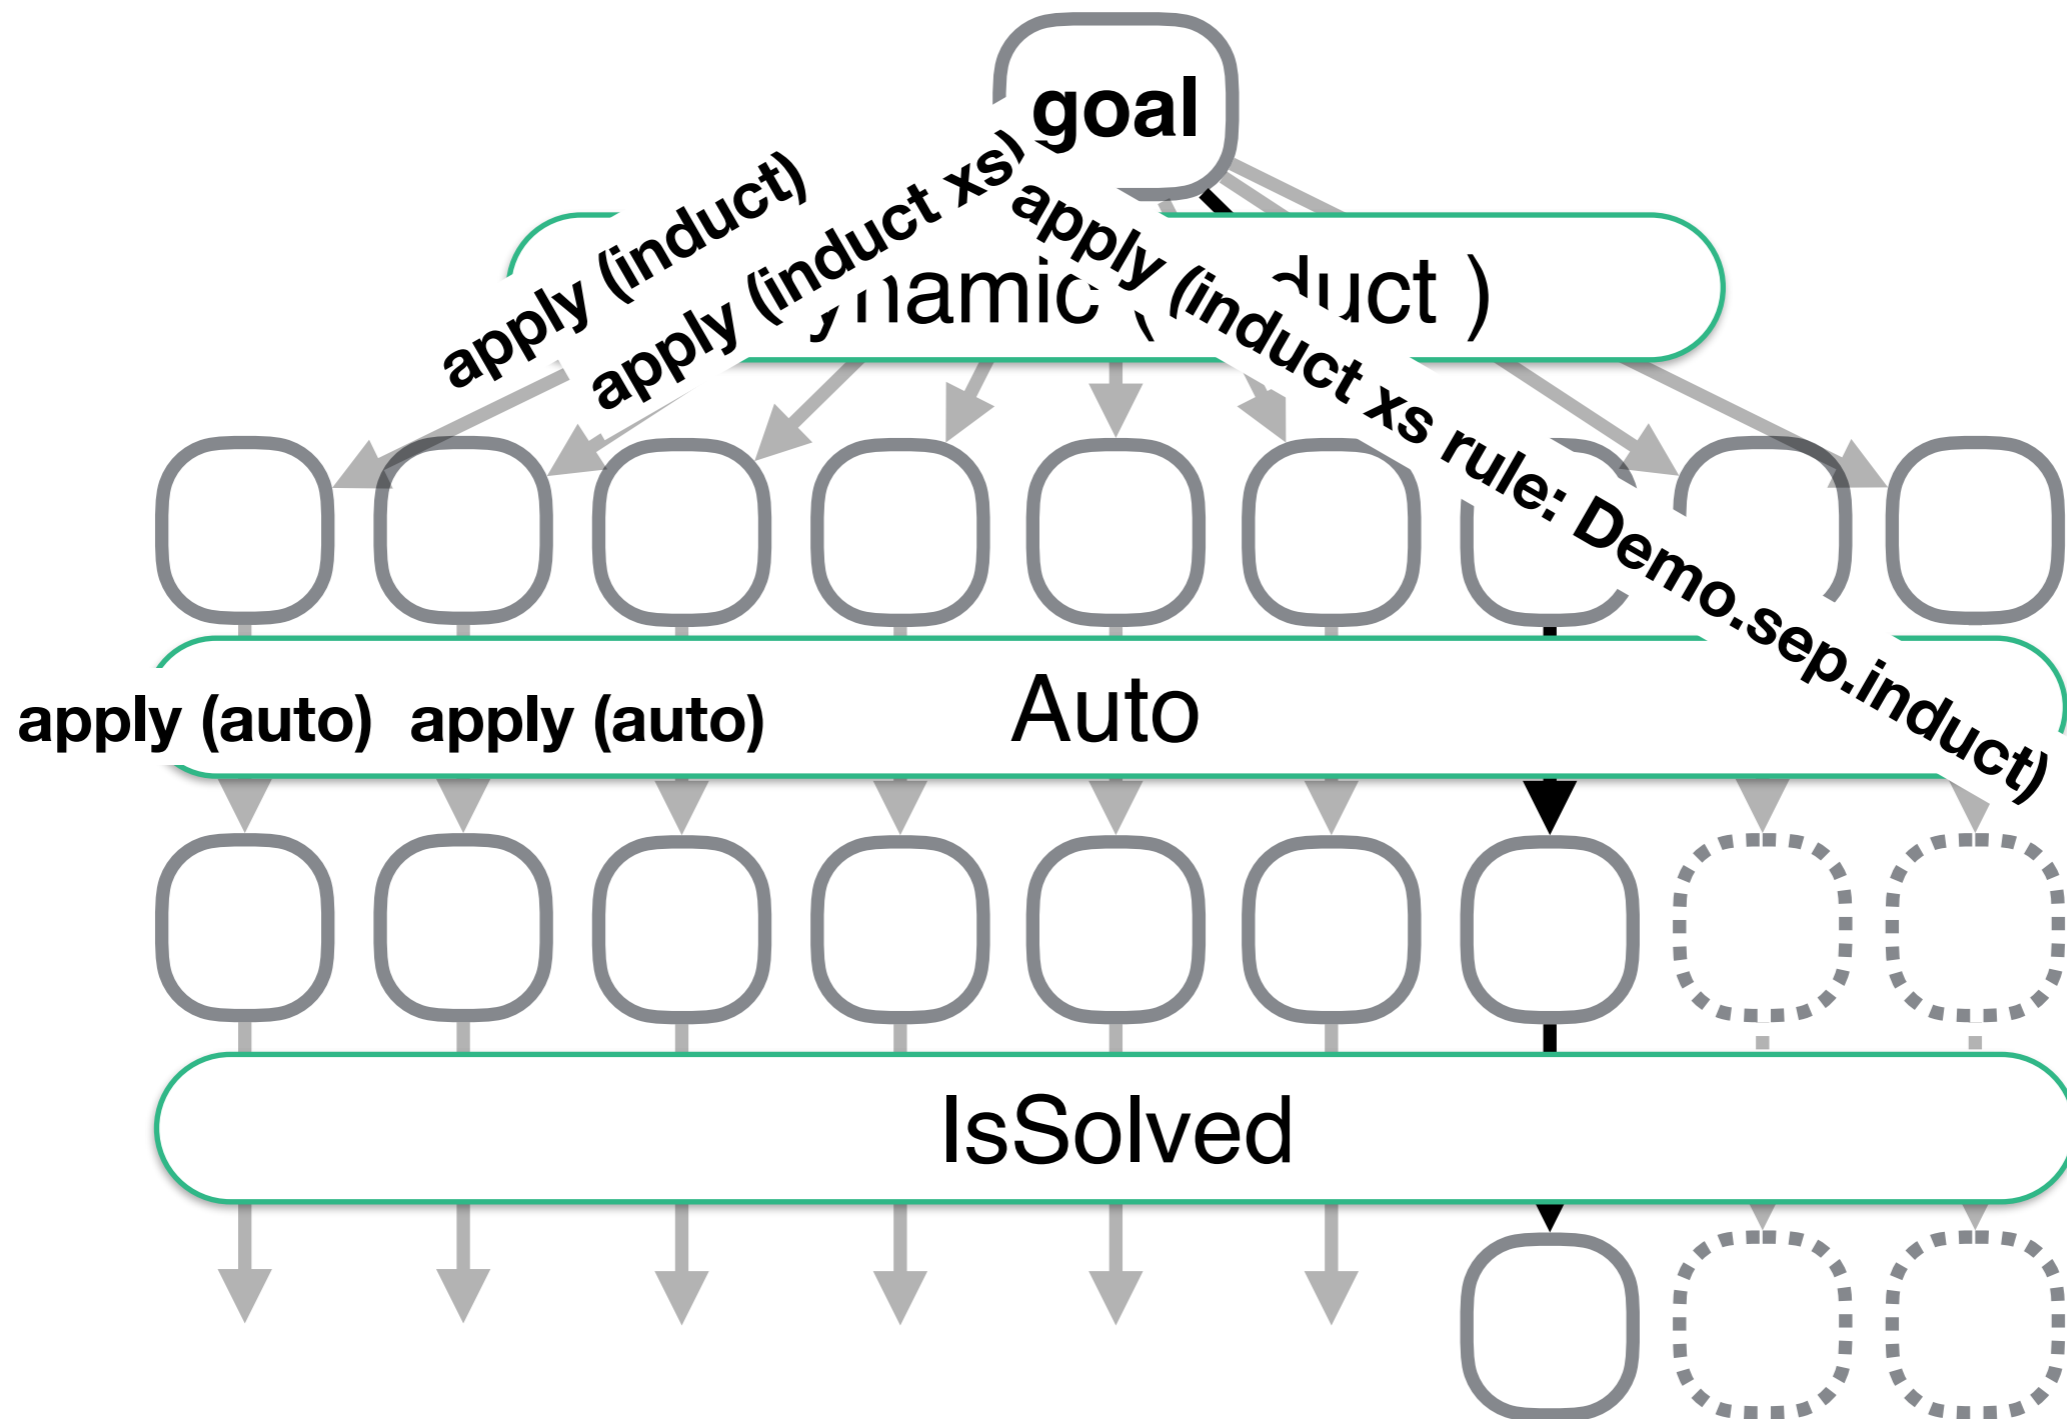 goal
apply (induct)
apply (induct xs)
apply (induct xs rule: Demo.sep.induct)
)
apply (auto)
apply (auto)
Auto
IsSolved